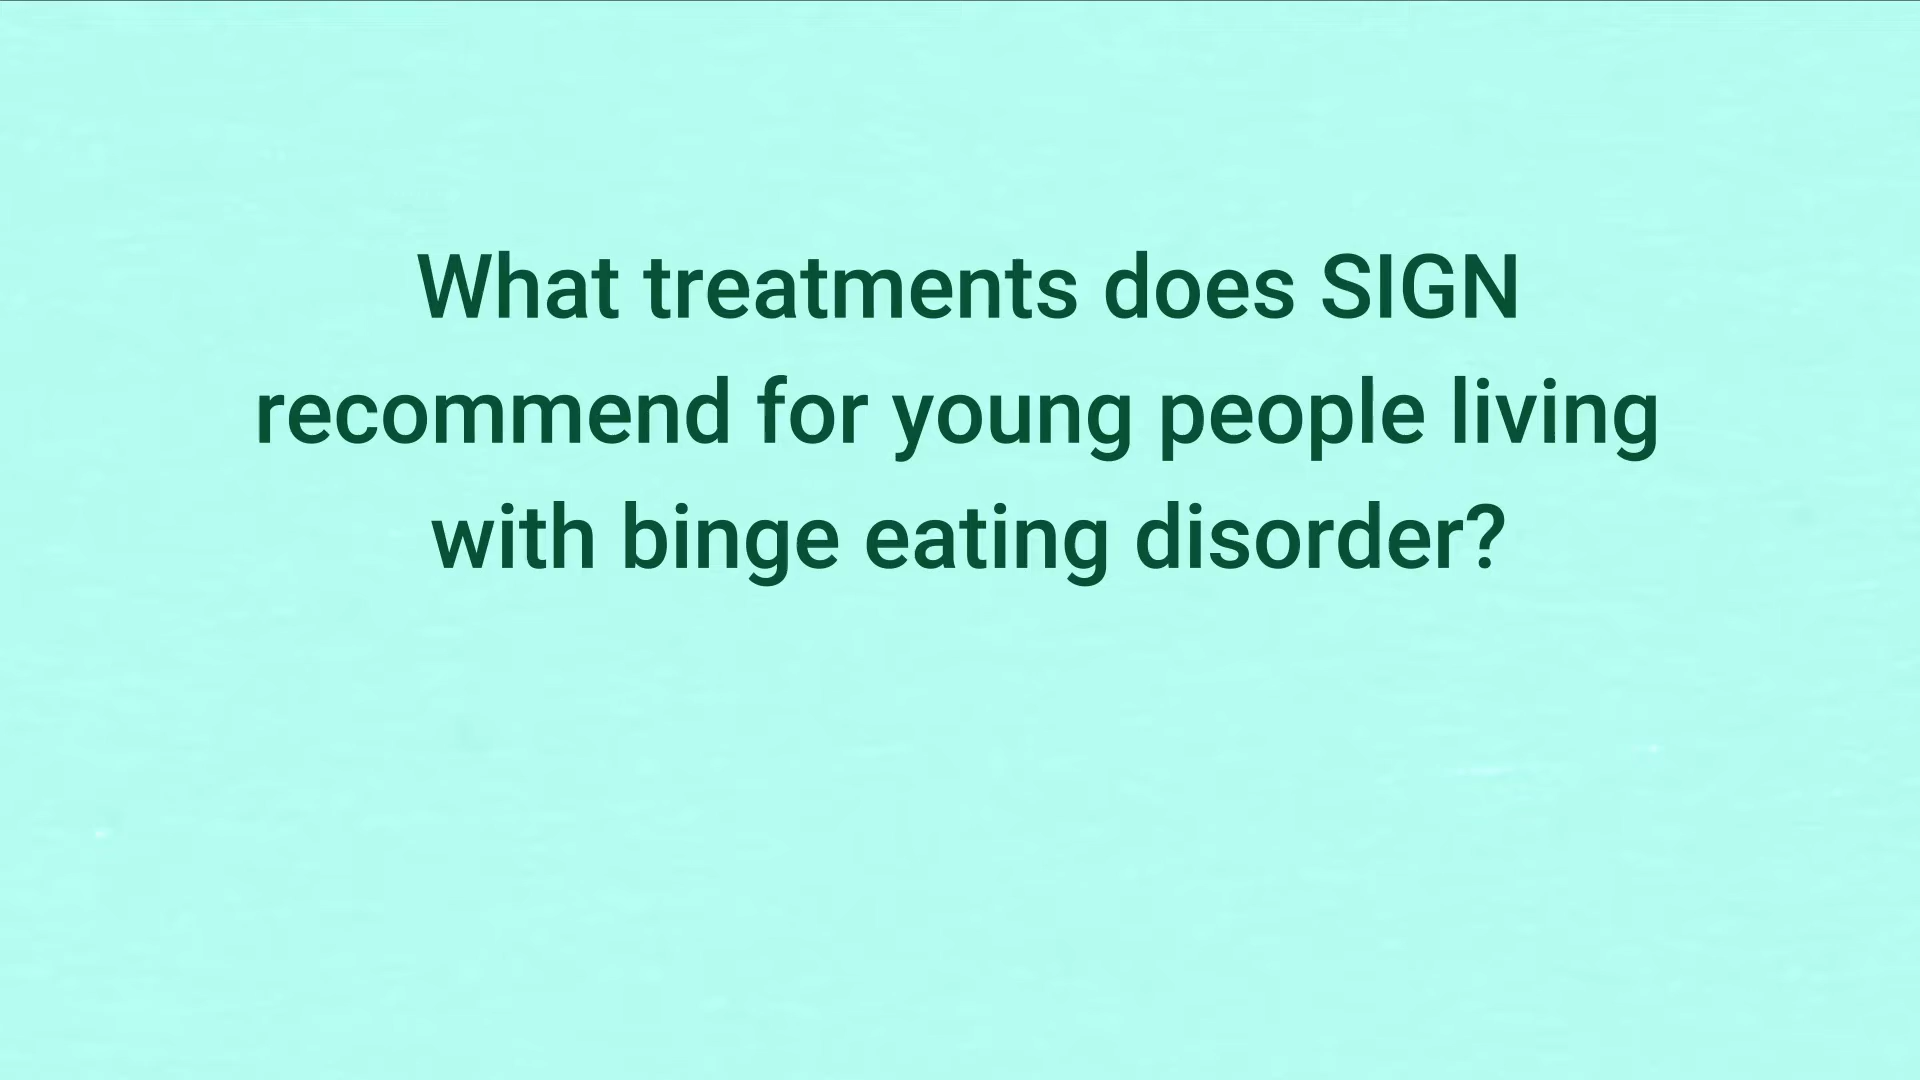 What treatments does SIGN
recommend for young people living
with binge eating disorder?